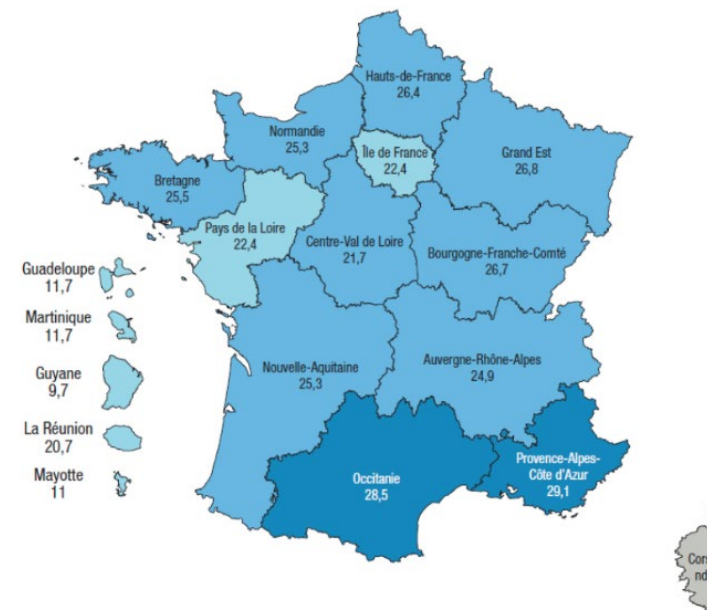 Hauts-de-France
26,4
Normandie
25,3
Île de France
22,4
Grand Est
26,8
Bretagne
25,5
Pays de la Loire
22,4
Centre-Val de Loire
21,7
Bourgogne-Franche-Comté
26,7
Guadeloupe
11,7
Martinique
11,7
Guyane
9,7
La Réunion
20,7
Mayotte
11
Nouvelle-Aquitaine
25,3
Auvergne-Rhône-Alpes
24,9
Occitanie
28,5
Provence-Alpes-
Côte d'Azur
29,1
Cors
nd